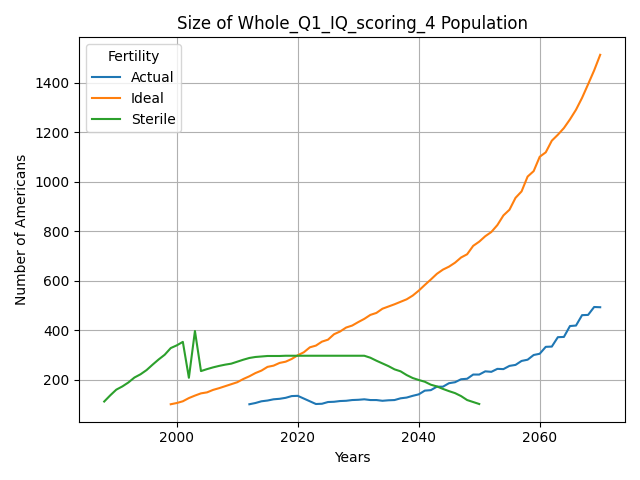 Size of Whole_Q1_IQ_scoring_4 Population
Fertility
Actual
Ideal
Sterile
Number of Americans
1400
1200
1000
800
600
400
200
2000
2020
2040
2060
Years